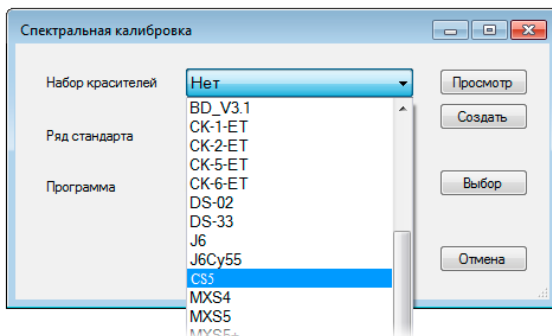 Спектральная калибровка
Набор красителей
Нет
Просмотр
BD_V3.1
CK-1-ET
Создать
Ряд стандарта
CK-2-ET
CK-5-ET
Программа
CK-6-ET
Выбор
DS-02
DS-33
J6
J6Cy55
Отмена
CS5
MXS4
MXS5
MXS5+